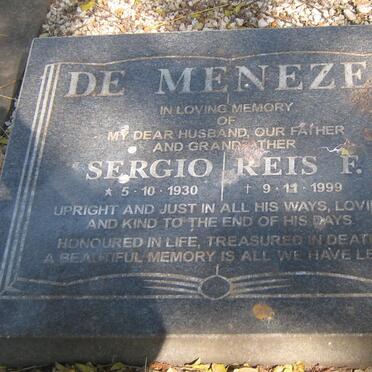 DE MENEZE
IN LOVING MEMORY
OF
MY DEAR HUSBAND, OUR FATHER
AND GRANDFATHER
SERGIO REIS F.
★ 5·10·1930 † 9·11·1999
UPRIGHT AND JUST IN ALL HIS WAYS, LOVI
AND KIND TO THE END OF HIS DAYS.
HONOURED IN LIFE, TREASURED IN DEAT
A BEAUTIFUL MEMORY IS ALL WE HAVE LE